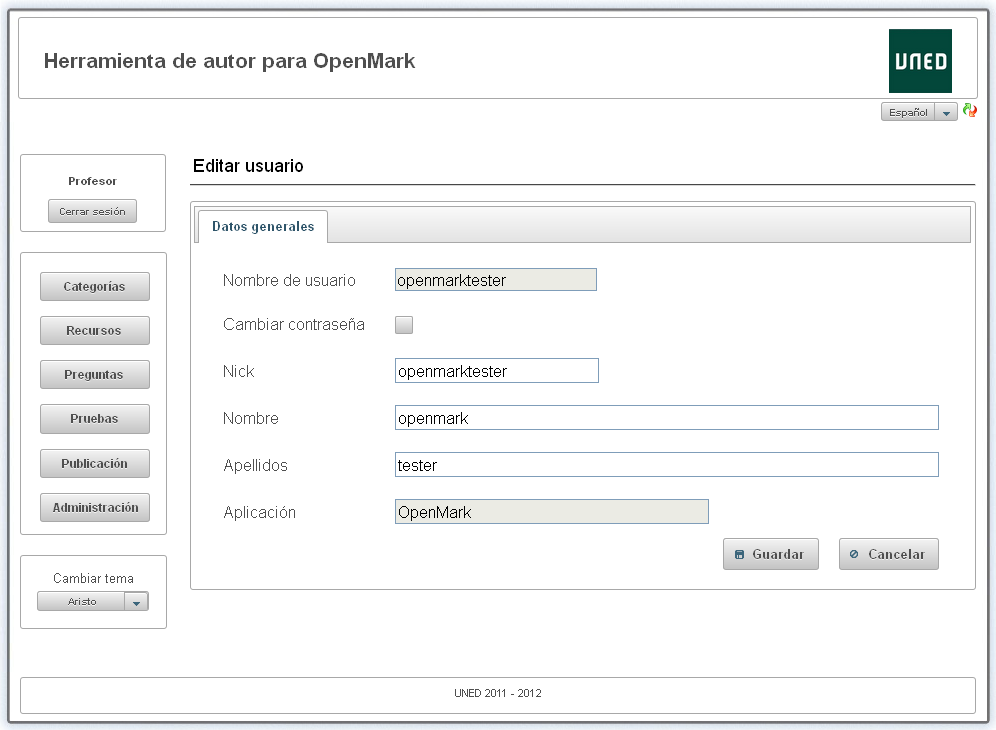 Herramienta de autor para OpenMark
UNED
Español
Profesor
Cerrar sesión
Categorías
Recursos
Preguntas
Pruebas
Publicación
Administración
Cambiar tema
Aristo
Editar usuario
Datos generales
Nombre de usuario openmarktester
Cambiar contraseña
Nick openmarktester
Nombre openmark
Apellidos tester
Aplicación OpenMark
Guardar Cancelar
UNED 2011 - 2012